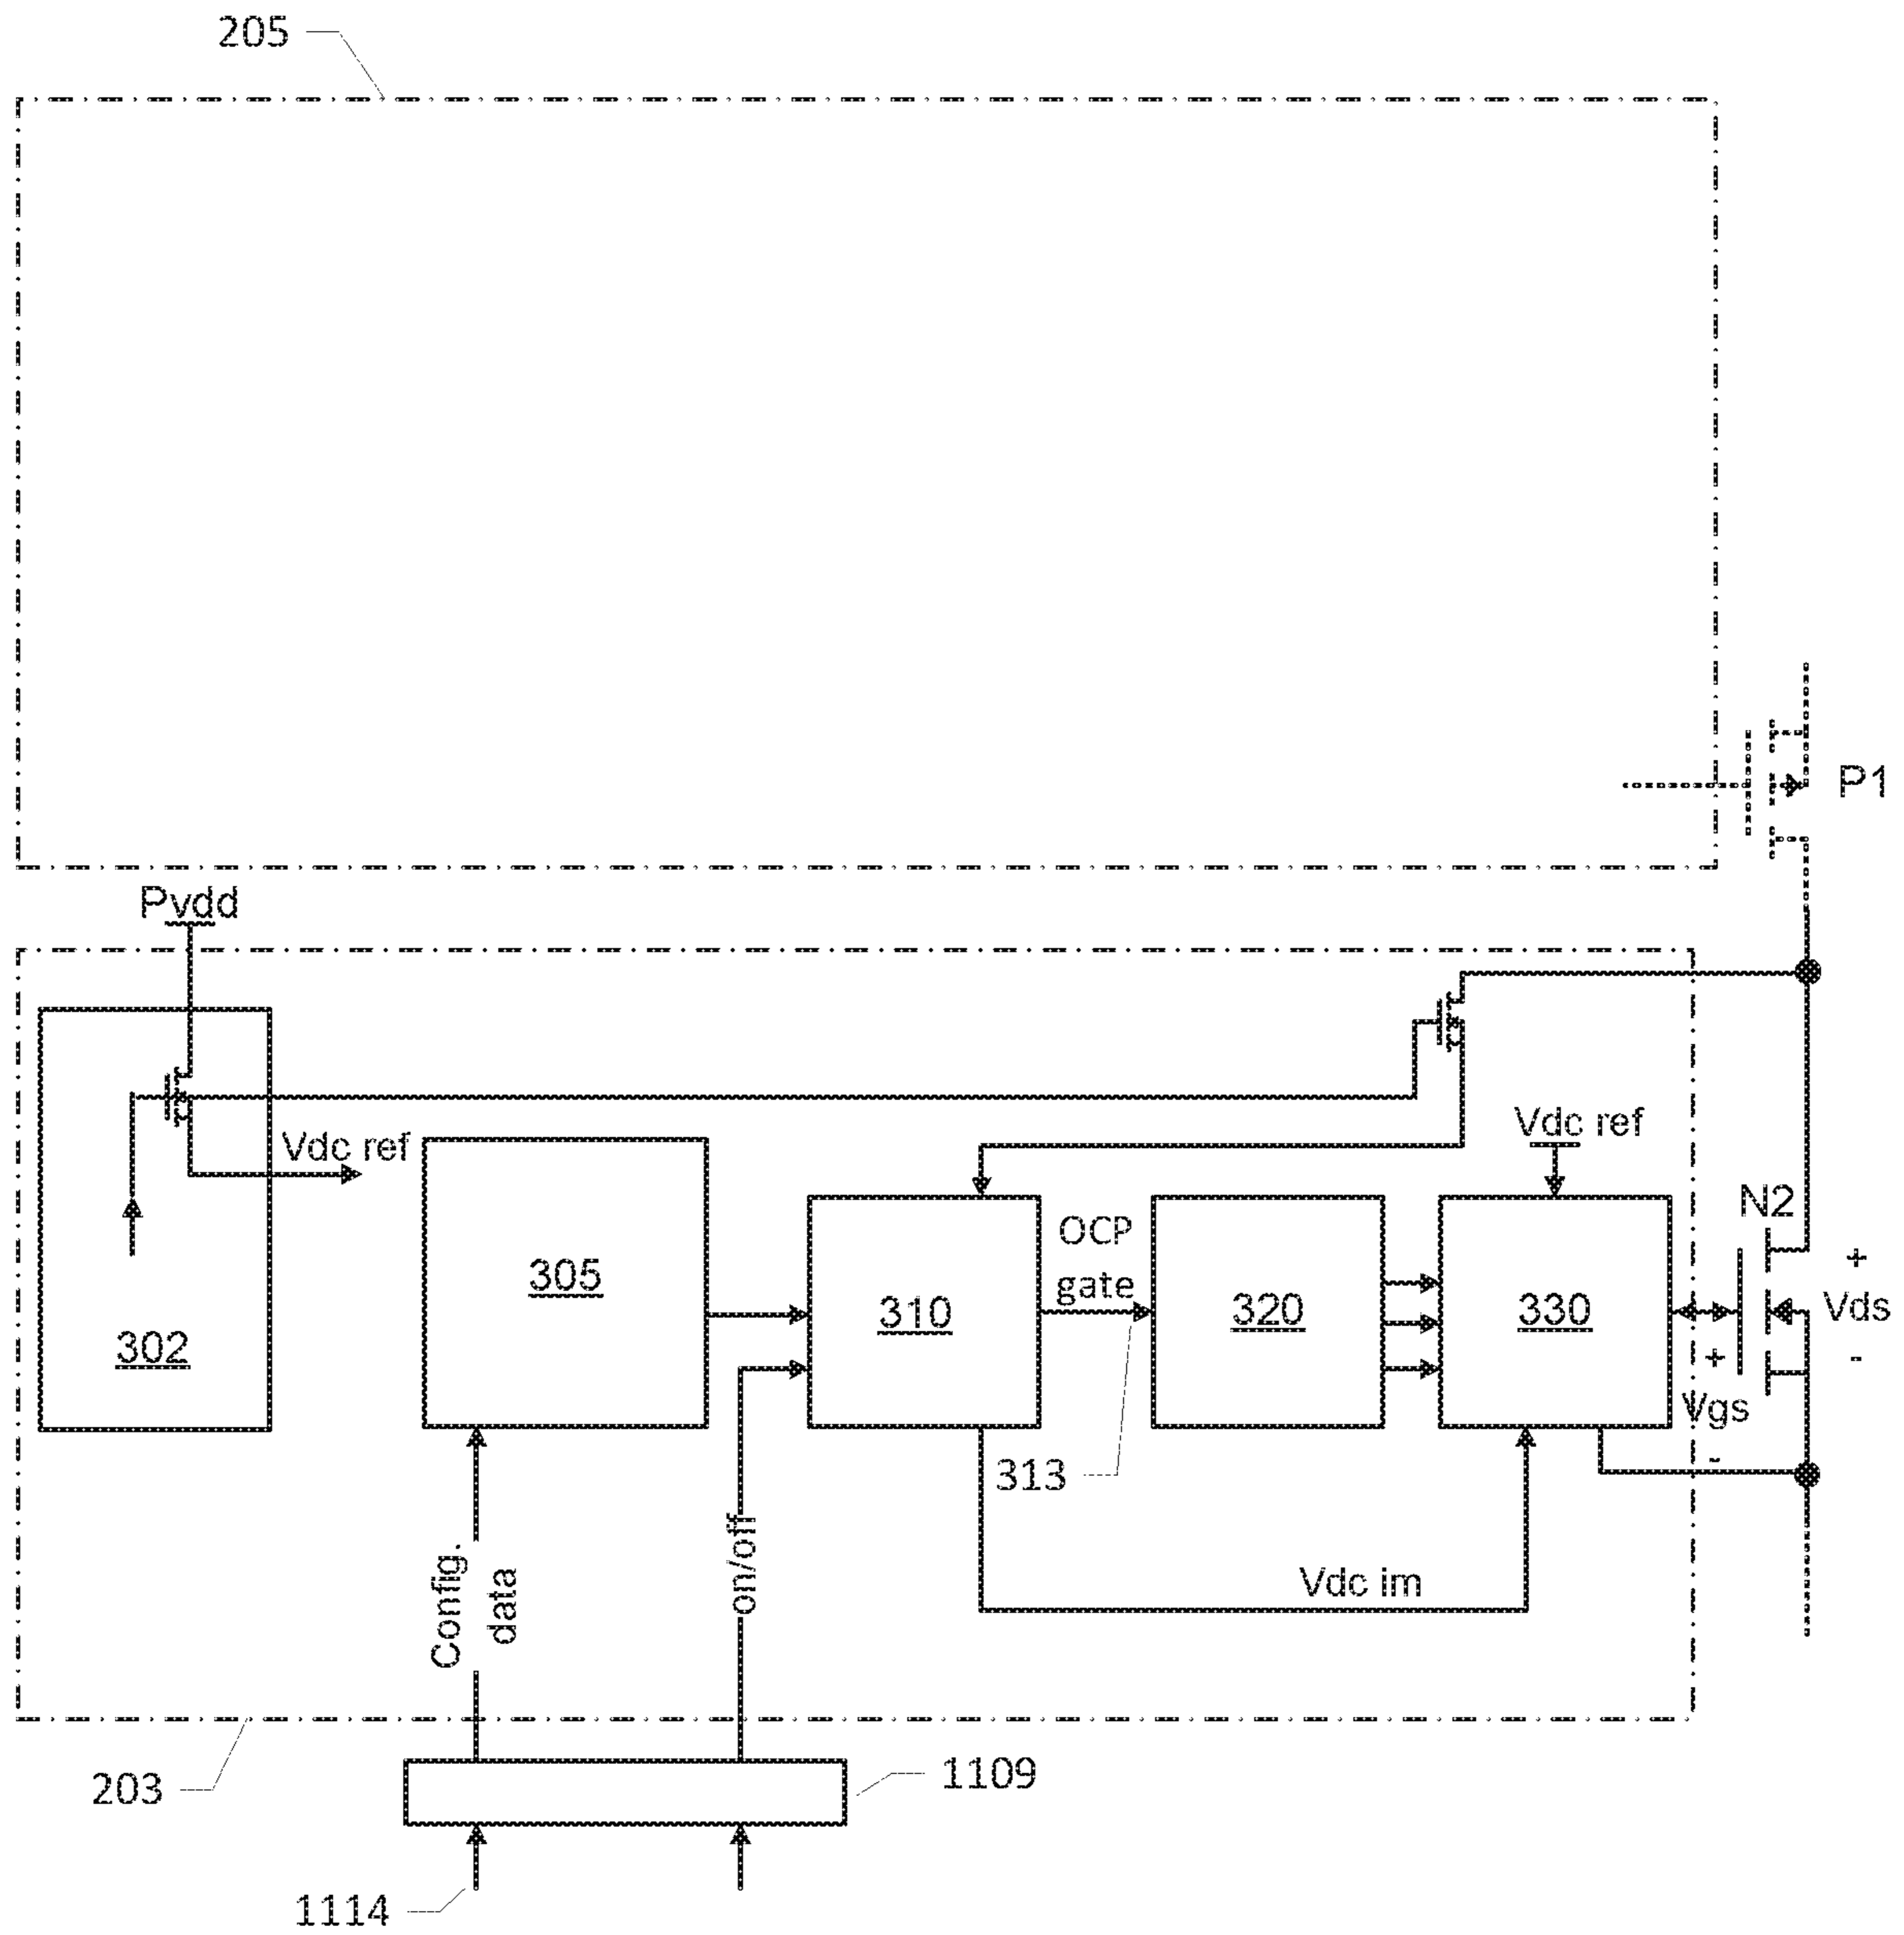 205
P1
Pvdd
Vdc ref
Vdc ref
N2
OCP
gate
305
310
320
330
302
+
Vds
-
+
Vgs
-
313
Config.
data
on/off
Vdc im
203
1109
1114